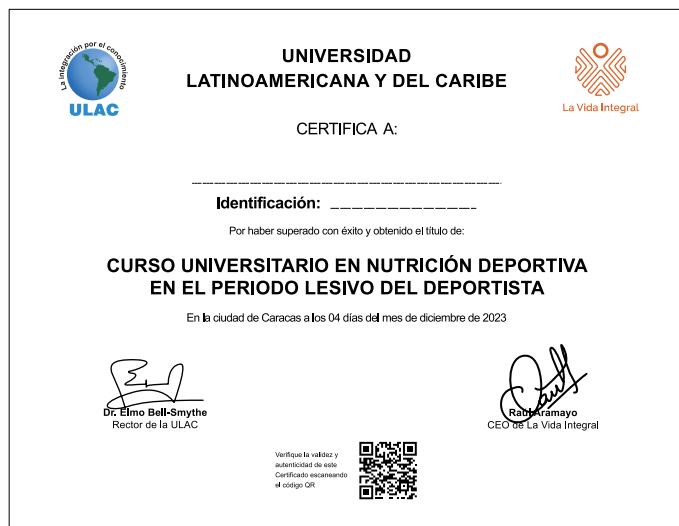 La integración por el conocimiento
ULAC
UNIVERSIDAD
LATINOAMERICANA Y DEL CARIBE
La Vida Integral
CERTIFICA A:
Identificación:
Por haber superado con éxito y obtenido el título de:
CURSO UNIVERSITARIO EN NUTRICIÓN DEPORTIVA
EN EL PERIODO LESIVO DEL DEPORTISTA
En la ciudad de Caracas a los 04 días del mes de diciembre de 2023
Dr. Elmo Bell-Smythe
Rector de la ULAC
Raúl Aramayo
CEO de La Vida Integral
Verifique la validez y
autenticidad de este
Certificado escaneando
el código QR